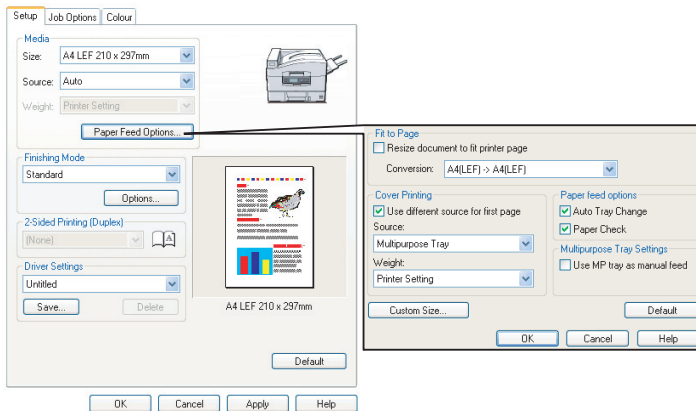 Setup
Job Options
Colour
Media
Size: A4 LEF 210 x 297mm
Source: Auto
Weight: Printer Setting
Paper Feed Options...
Finishing Mode
Standard
Options...
2-Sided Printing (Duplex)
[None]
A
Driver Settings
Untitled
Save...
Delete
A4 LEF 210 x 297mm
Default
OK
Cancel
Apply
Help
Fit to Page
Resize document to fit printer page
Conversion: A4(LEF) -> A4(LEF)
Cover Printing
Use different source for first page
Source:
Multipurpose Tray
Weight:
Printer Setting
Paper feed options
Auto Tray Change
Paper Check
Multipurpose Tray Settings
Use MP tray as manual feed
Custom Size...
Default
OK
Cancel
Help